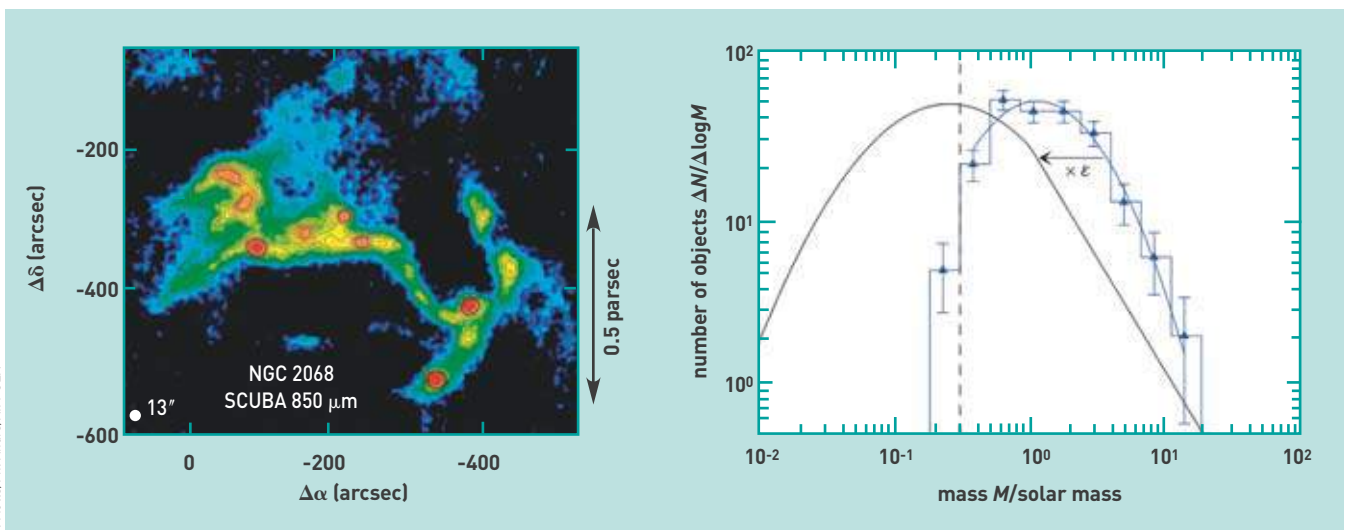 -200
-400
-600
Δδ (arcsec)
0
-200
-400
Δα (arcsec)
NGC 2068
SCUBA 850 μm
13″
0.5 parsec
number of objects ΔN/ΔlogM
10²
10¹
10⁰
× ε
10⁻²
10⁻¹
10⁰
10¹
10²
mass M/solar mass